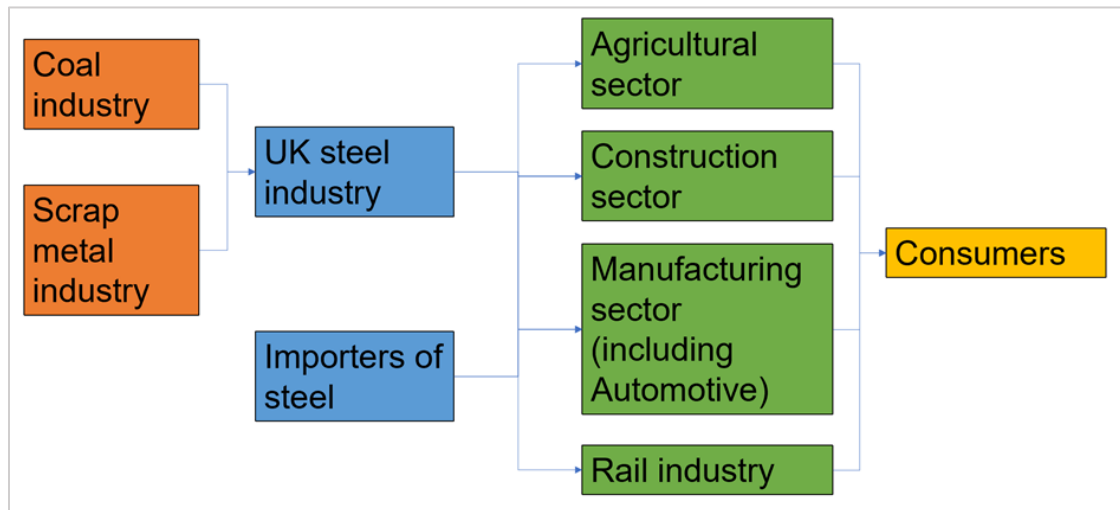 Coal
industry
Scrap
metal
industry
UK steel
industry
Importers of
steel
Agricultural
sector
Construction
sector
Manufacturing
sector
(including
Automotive)
Rail industry
Consumers